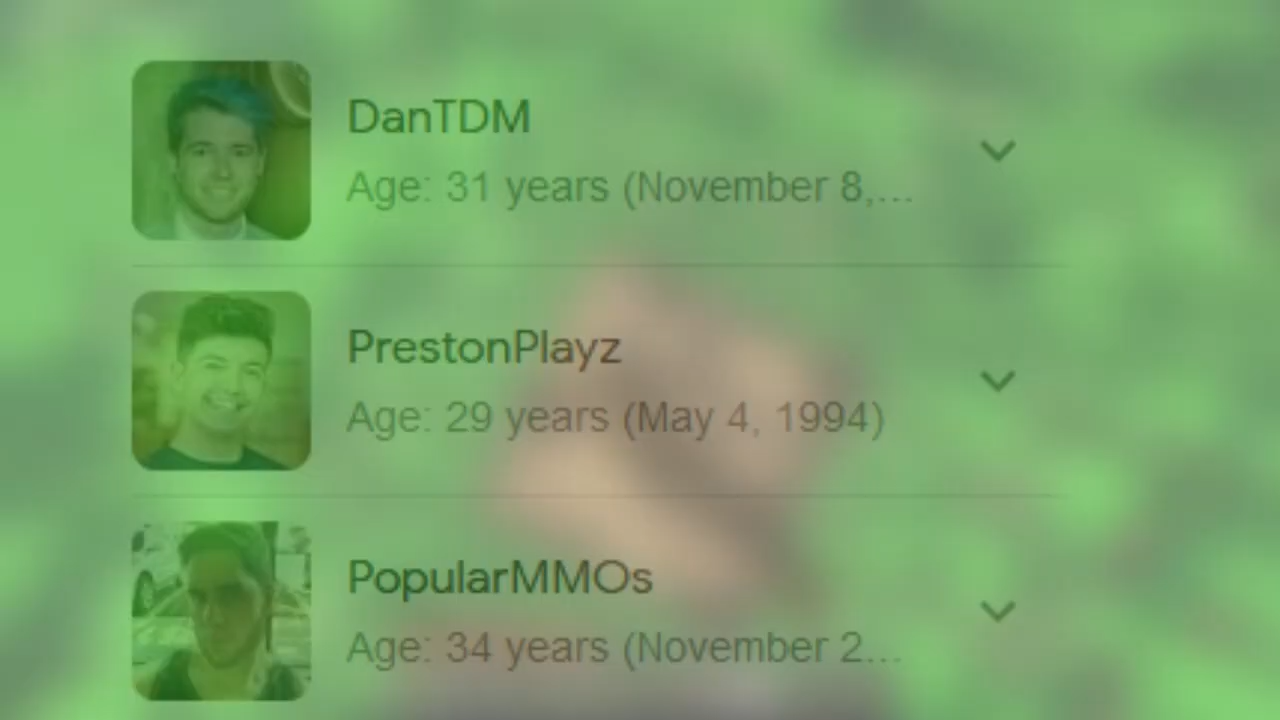 DanTDM
Age: 31 years (November 8,...
PrestonPlayz
Age: 29 years (May 4, 1994)
PopularMMOs
Age: 34 years (November 2...